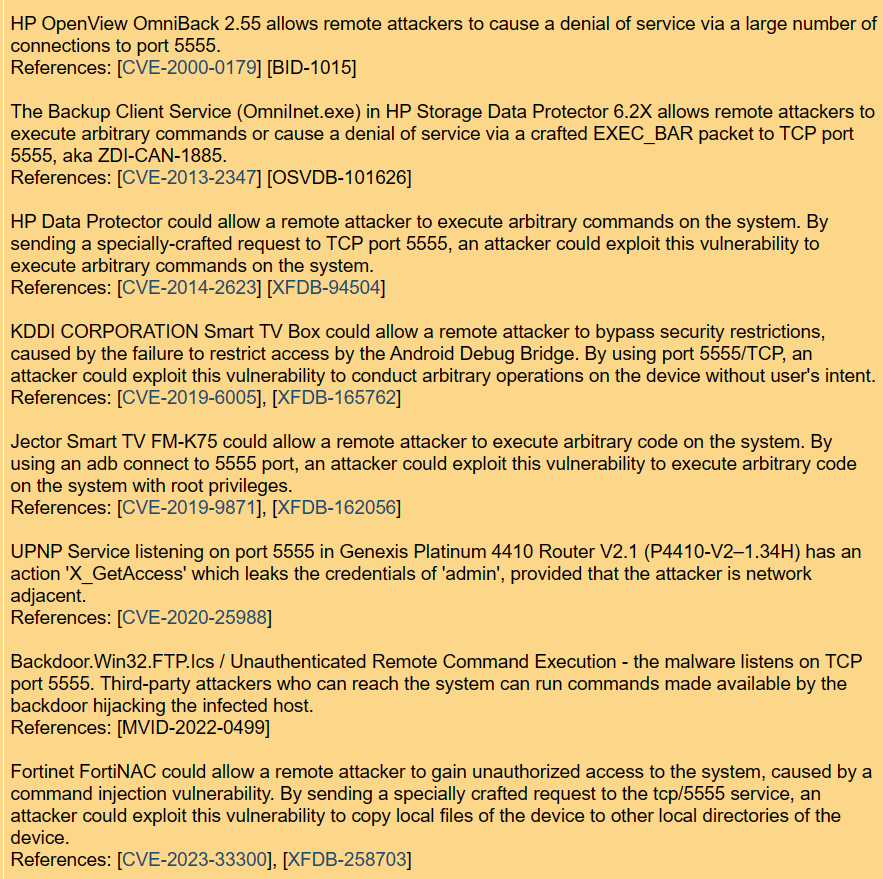 HP OpenView OmniBack 2.55 allows remote attackers to cause a denial of service via a large number of
connections to port 5555.
References: [CVE-2000-0179] [BID-1015]
The Backup Client Service (OmniInet.exe) in HP Storage Data Protector 6.2X allows remote attackers to
execute arbitrary commands or cause a denial of service via a crafted EXEC_BAR packet to TCP port
5555, aka ZDI-CAN-1885.
References: [CVE-2013-2347] [OSVDB-101626]
HP Data Protector could allow a remote attacker to execute arbitrary commands on the system. By
sending a specially-crafted request to TCP port 5555, an attacker could exploit this vulnerability to
execute arbitrary commands on the system.
References: [CVE-2014-2623] [XFDB-94504]
KDDI CORPORATION Smart TV Box could allow a remote attacker to bypass security restrictions,
caused by the failure to restrict access by the Android Debug Bridge. By using port 5555/TCP, an
attacker could exploit this vulnerability to conduct arbitrary operations on the device without user's intent.
References: [CVE-2019-6005], [XFDB-165762]
Jector Smart TV FM-K75 could allow a remote attacker to execute arbitrary code on the system. By
using an adb connect to 5555 port, an attacker could exploit this vulnerability to execute arbitrary code
on the system with root privileges.
References: [CVE-2019-9871], [XFDB-162056]
UPNP Service listening on port 5555 in Genexis Platinum 4410 Router V2.1 (P4410-V2–1.34H) has an
action 'X_GetAccess' which leaks the credentials of 'admin', provided that the attacker is network
adjacent.
References: [CVE-2020-25988]
Backdoor.Win32.FTP.Ics / Unauthenticated Remote Command Execution - the malware listens on TCP
port 5555. Third-party attackers who can reach the system can run commands made available by the
backdoor hijacking the infected host.
References: [MVID-2022-0499]
Fortinet FortiNAC could allow a remote attacker to gain unauthorized access to the system, caused by a
command injection vulnerability. By sending a specially crafted request to the tcp/5555 service, an
attacker could exploit this vulnerability to copy local files of the device to other local directories of the
device.
References: [CVE-2023-33300], [XFDB-258703]